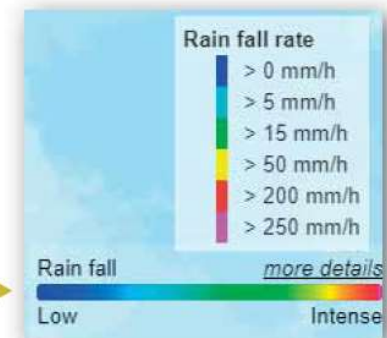 Rain fall rate
> 0 mm/h
> 5 mm/h
> 15 mm/h
> 50 mm/h
> 200 mm/h
> 250 mm/h
Rain fall more details
Low Intense